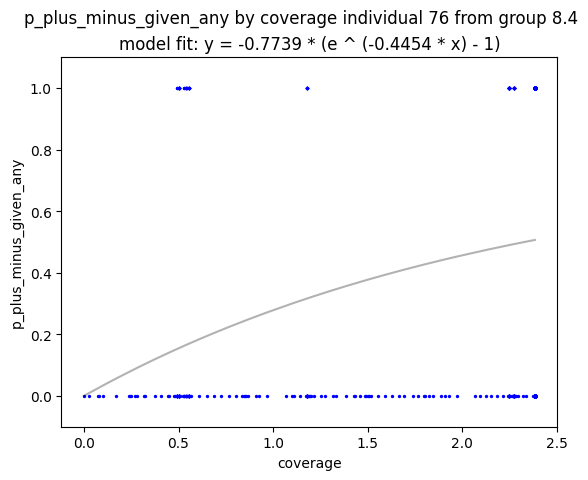 p_plus_minus_given_any by coverage individual 76 from group 8.4
model fit: y = -0.7739 * (e ^ (-0.4454 * x) - 1)
1.0
0.8
0.6
0.4
0.2
0.0
p_plus_minus_given_any
0.0 0.5 1.0 1.5 2.0 2.5
coverage